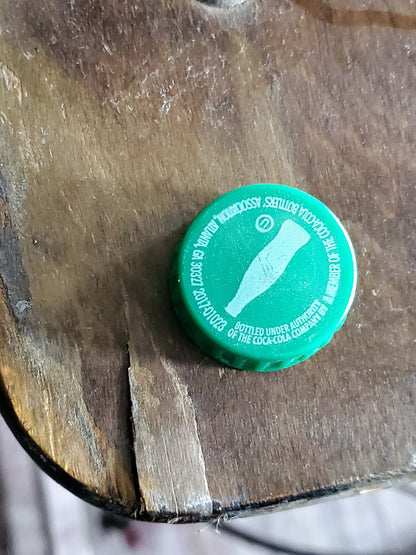 BOTTLED UNDER AUTHORITY
OF THE COCA-COLA COMPANY BY A MEMBER OF THE COCA-COLA BOTTLERS' ASSOCIATION, ATLANTA, GA 30327 2017-01023
U